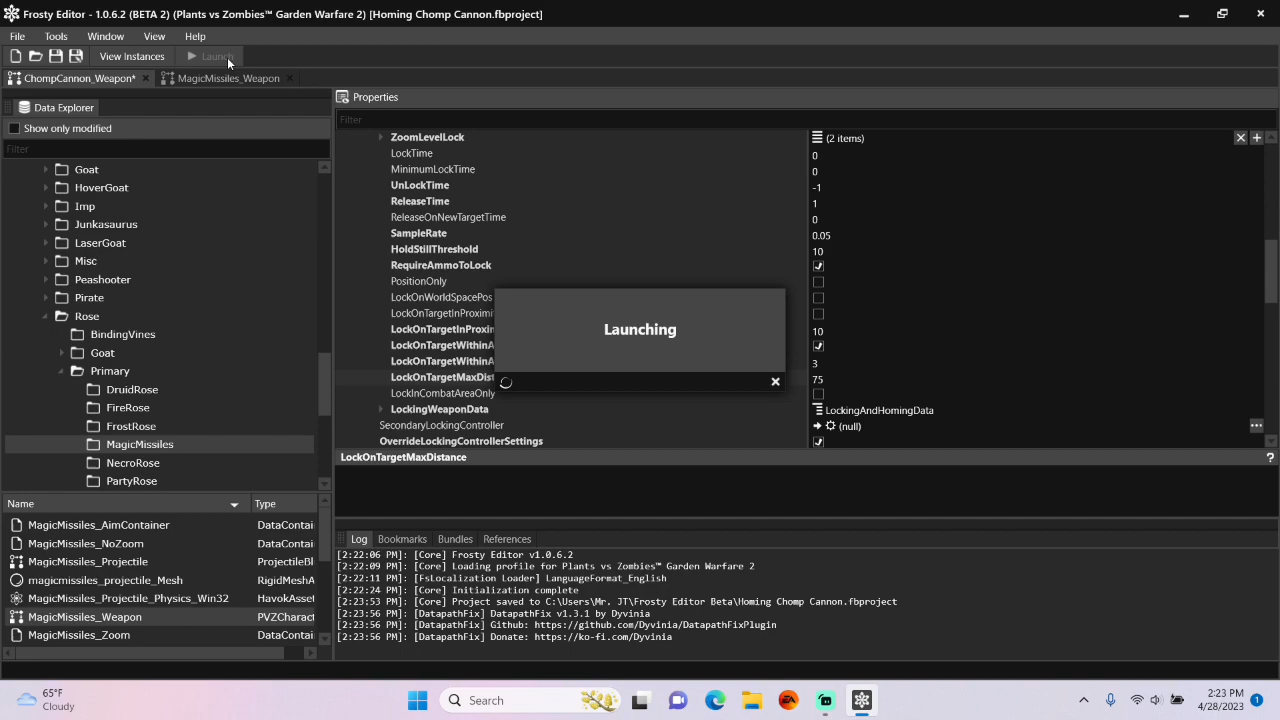 Frosty Editor - 1.0.6.2 (BETA 2) (Plants vs Zombies™ Garden Warfare 2) [Homing Chomp Cannon.fbproject]
File Tools Window View Help
View Instances Launch
ChompCannon_Weapon* MagicMissiles_Weapon
Data Explorer
Show only modified
Filter
Goat
HoverGoat
Imp
Junkasaurus
LaserGoat
Misc
Peashooter
Pirate
Rose
BindingVines
Goat
Primary
DruidRose
FireRose
FrostRose
MagicMissiles
NecroRose
PartyRose
Name Type
MagicMissiles_AimContainer DataContai
MagicMissiles_NoZoom DataContai
MagicMissiles_Projectile ProjectileBl
magicmissiles_projectile_Mesh RigidMeshA
MagicMissiles_Projectile_Physics_Win32 HavokAsset
MagicMissiles_Weapon PVZCharact
MagicMissiles_Zoom DataContai
Properties
Filter
ZoomLevelLock (2 items)
LockTime 0
MinimumLockTime 0
UnLockTime -1
ReleaseTime 1
ReleaseOnNewTargetTime 0
SampleRate 0.05
HoldStillThreshold 10
RequireAmmoToLock
PositionOnly
LockOnWorldSpacePos
LockOnTargetInProximi
LockOnTargetInProxin 10
LockOnTargetWithinA
LockOnTargetWithinA 3
LockOnTargetMaxDist 75
LockInCombatAreaOnly
LockingWeaponData LockingAndHomingData
SecondaryLockingController (null)
OverrideLockingControllerSettings
Launching
LockOnTargetMaxDistance
Log Bookmarks Bundles References
[2:22:06 PM]: [Core] Frosty Editor v1.0.6.2
[2:22:09 PM]: [Core] Loading profile for Plants vs Zombies™ Garden Warfare 2
[2:22:11 PM]: [FsLocalization Loader] LanguageFormat_English
[2:22:24 PM]: [Core] Initialization complete
[2:23:53 PM]: [Core] Project saved to C:\Users\Mr. JT\Frosty Editor Beta\Homing Chomp Cannon.fbproject
[2:23:56 PM]: [DatapathFix] DatapathFix v1.3.1 by Dyvinia
[2:23:56 PM]: [DatapathFix] Github: https://github.com/Dyvinia/DatapathFixPlugin
[2:23:56 PM]: [DatapathFix] Donate: https://ko-fi.com/Dyvinia
65°F
Cloudy
Search
2:23 PM
4/28/2023
1